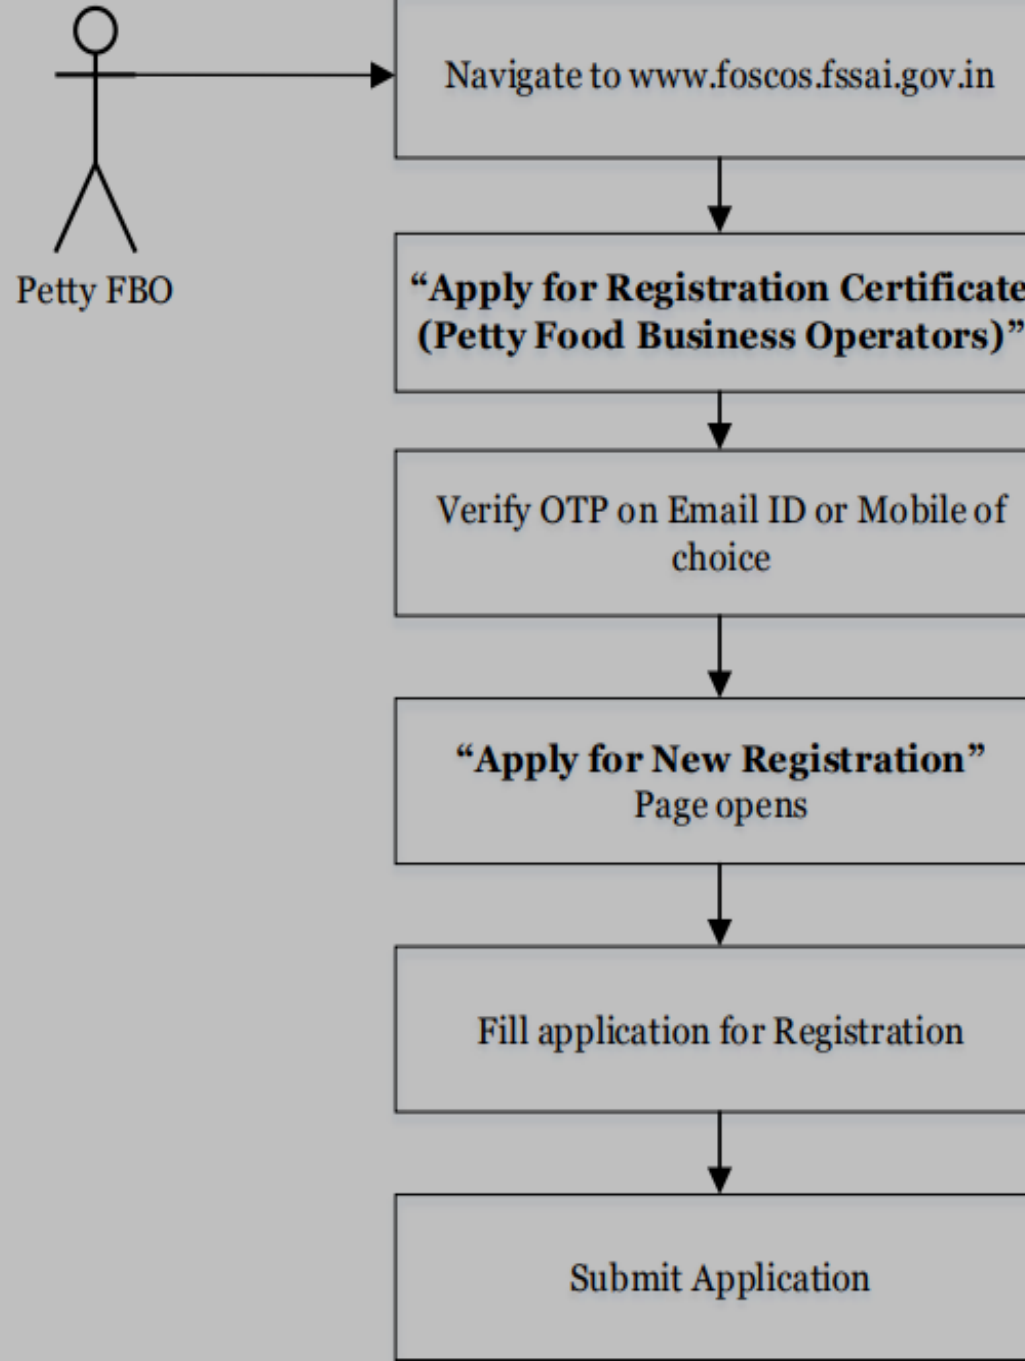 Navigate to www.foscos.fssai.gov.in
Petty FBO
“Apply for Registration Certificate
(Petty Food Business Operators)”
Verify OTP on Email ID or Mobile of
choice
“Apply for New Registration”
Page opens
Fill application for Registration
Submit Application